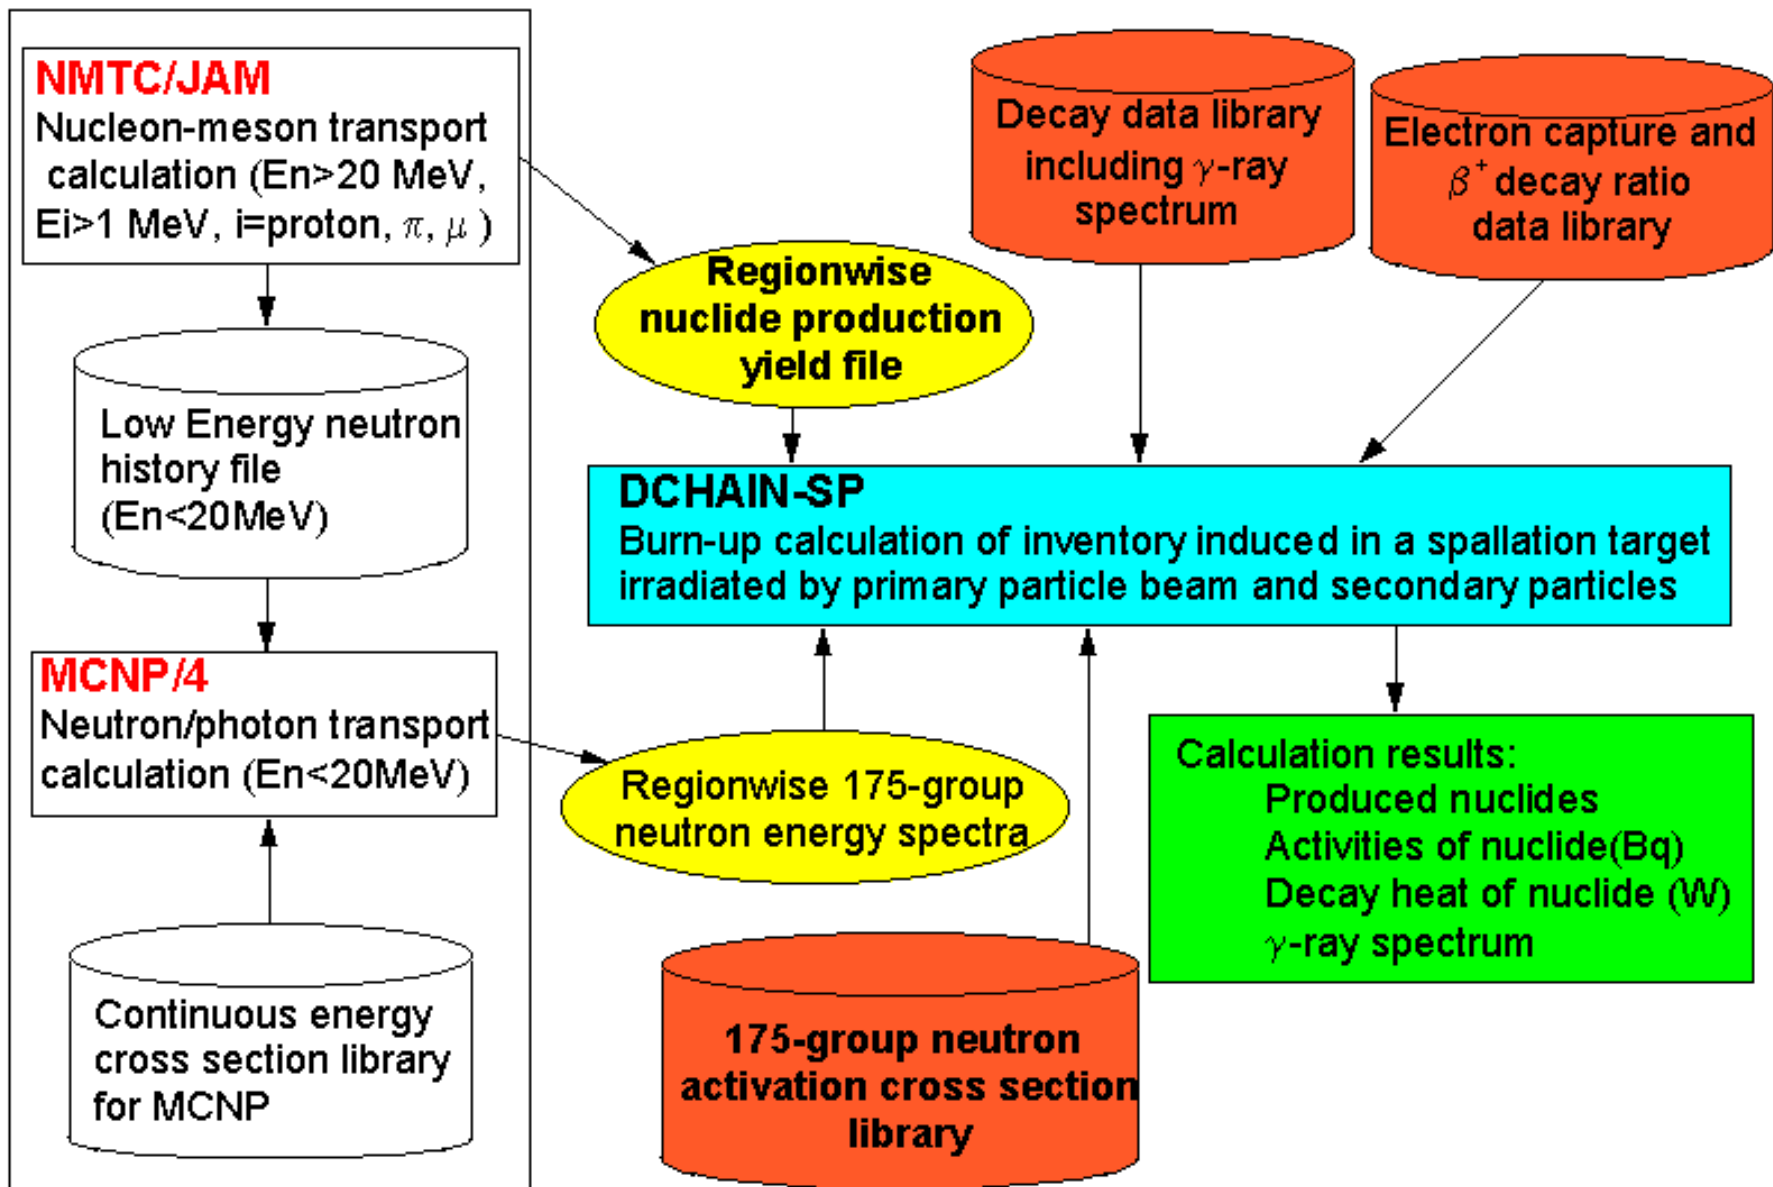 NMTC/JAM
Nucleon-meson transport
calculation (En>20 MeV,
Ei>1 MeV, i=proton, π, μ )
Low Energy neutron
history file
(En<20MeV)
MCNP/4
Neutron/photon transport
calculation (En<20MeV)
Continuous energy
cross section library
for MCNP
Regionwise
nuclide production
yield file
Decay data library
including γ-ray
spectrum
Electron capture and
β⁺ decay ratio
data library
DCHAIN-SP
Burn-up calculation of inventory induced in a spallation target
irradiated by primary particle beam and secondary particles
Regionwise 175-group
neutron energy spectra
175-group neutron
activation cross section
library
Calculation results:
Produced nuclides
Activities of nuclide(Bq)
Decay heat of nuclide (W)
γ-ray spectrum